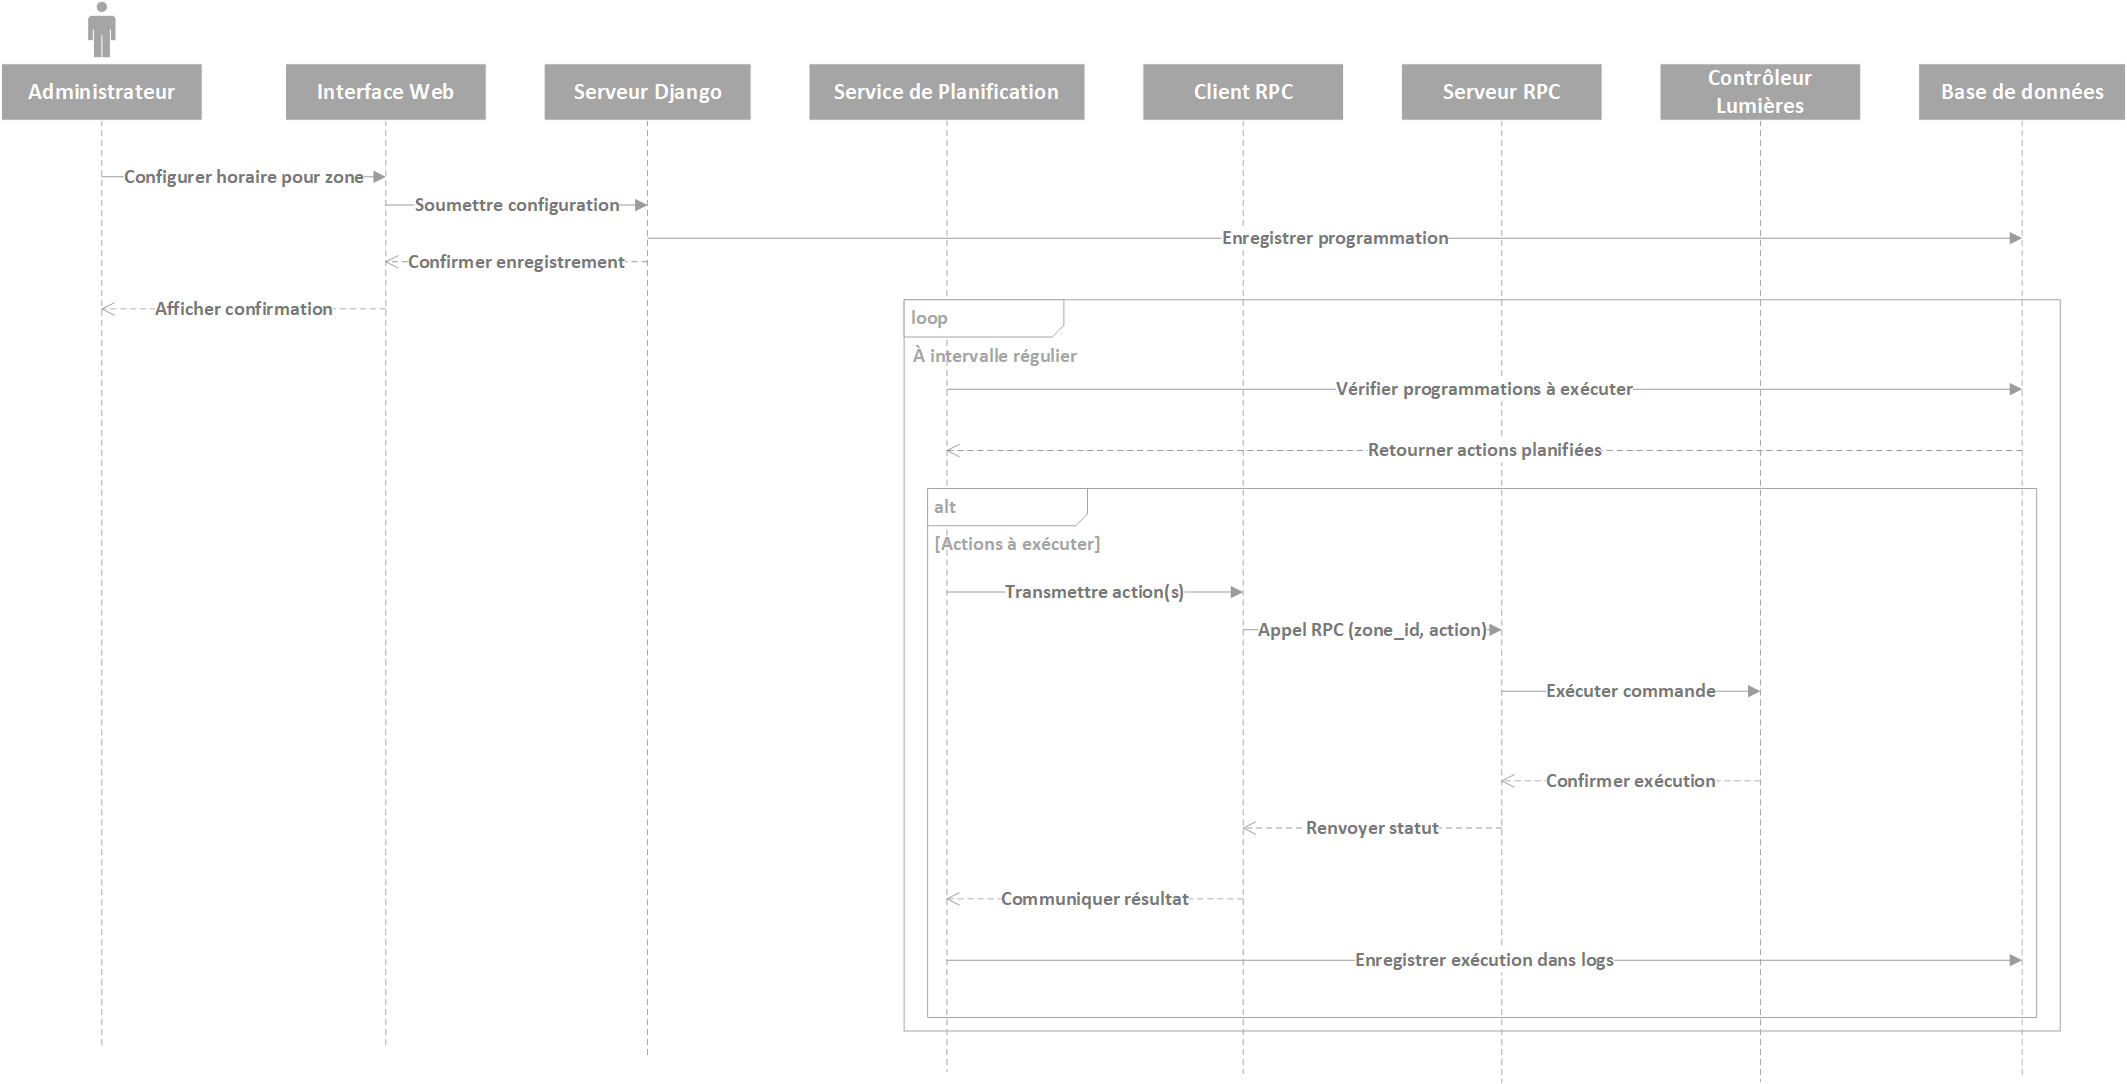 Administrateur
Interface Web
Serveur Django
Service de Planification
Client RPC
Serveur RPC
Contrôleur
Lumières
Base de données
Configurer horaire pour zone
Soumettre configuration
Enregistrer programmation
Confirmer enregistrement
Afficher confirmation
loop
À intervalle régulier
Vérifier programmations à exécuter
Retourner actions planifiées
alt
[Actions à exécuter]
Transmettre action(s)
Appel RPC (zone_id, action)
Exécuter commande
Confirmer exécution
Renvoyer statut
Communiquer résultat
Enregistrer exécution dans logs